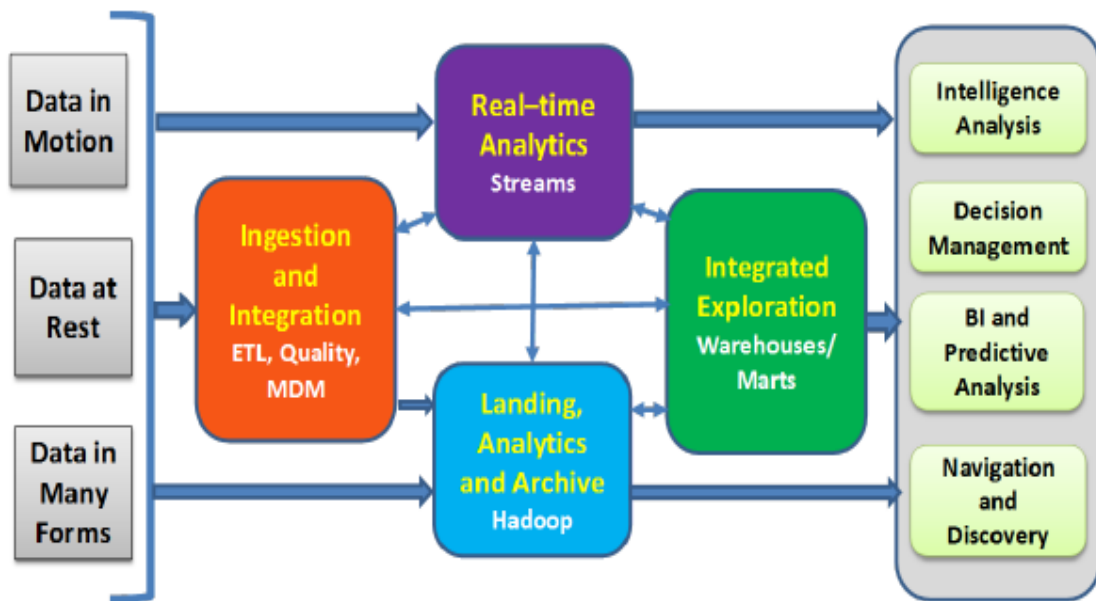 Data in
Motion
Data at
Rest
Data in
Many
Forms
Ingestion
and
Integration
ETL, Quality,
MDM
Real–time
Analytics
Streams
Landing,
Analytics
and Archive
Hadoop
Integrated
Exploration
Warehouses/
Marts
Intelligence
Analysis
Decision
Management
BI and
Predictive
Analysis
Navigation
and
Discovery